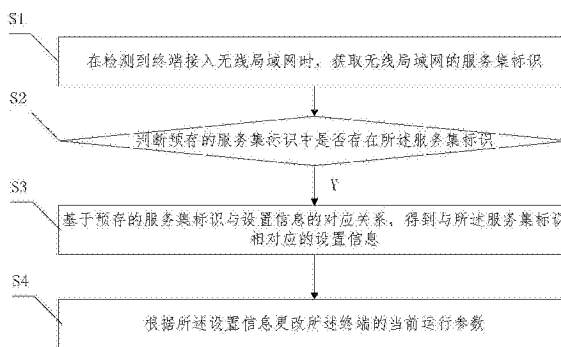 S1
在检测到终端接入无线局域网时，获取无线局域网的服务集标识
S2
判断预存的服务集标识中是否存在所述服务集标识
Y
S3
基于预存的服务集标识与设置信息的对应关系，得到与所述服务集标识
相对应的设置信息
S4
根据所述设置信息更改所述终端的当前运行参数